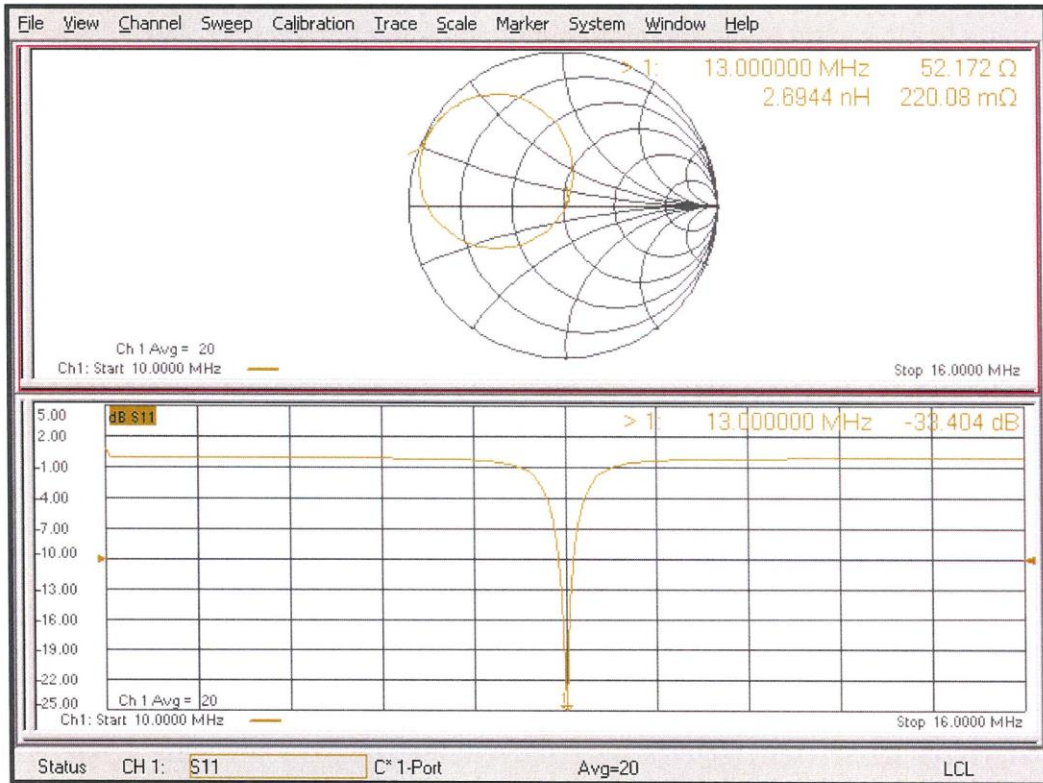 File View Channel Sweep Calibration Trace Scale Marker System Window Help
> 1: 13.000000 MHz 52.172 Ω
2.6944 nH 220.08 mΩ
Ch 1 Avg = 20
Ch1: Start 10.0000 MHz Stop 16.0000 MHz
5.00
dB S11
> 1: 13.000000 MHz -33.404 dB
2.00
-1.00
-4.00
-7.00
-10.00
-13.00
-16.00
-19.00
-22.00
-25.00
1
Ch 1 Avg = 20
Ch1: Start 10.0000 MHz Stop 16.0000 MHz
Status CH 1: S11 C* 1-Port Avg=20 LCL